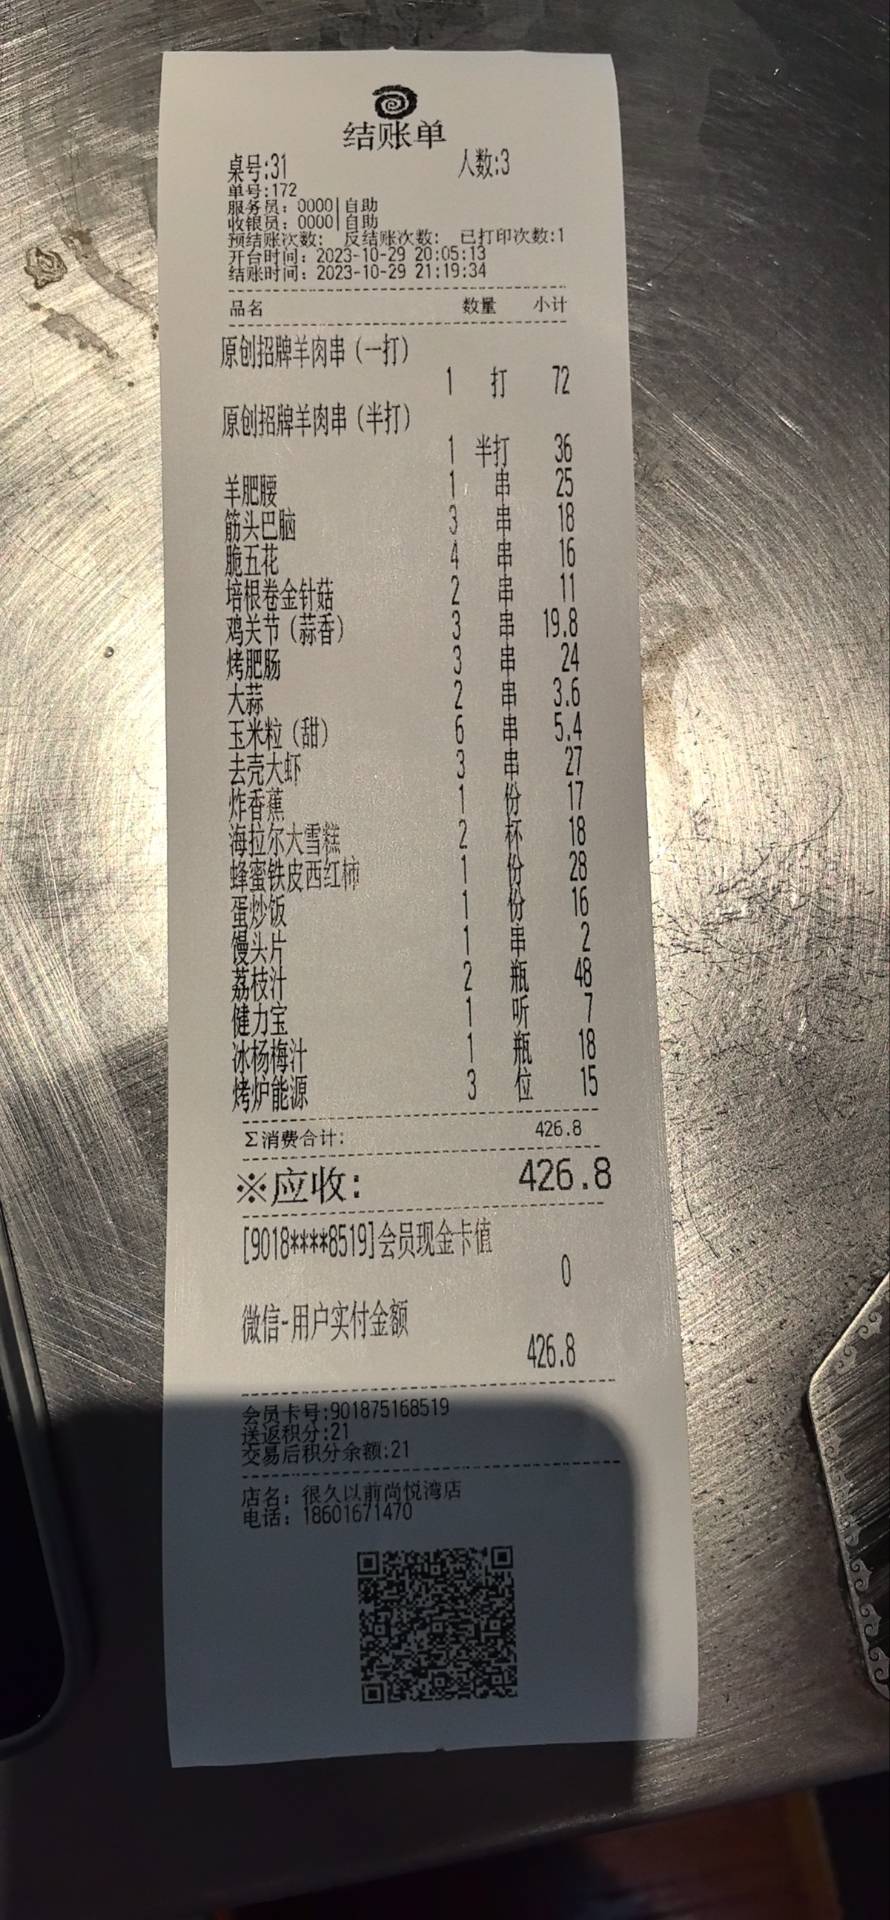 结账单
桌号:31 人数:3
单号:172
服务员: 0000|自助
收银员: 0000|自助
预结账次数: 反结账次数: 已打印次数:1
开台时间: 2023-10-29 20:05:13
结账时间: 2023-10-29 21:19:34
品名 数量 小计
原创招牌羊肉串（一打）
1 打 72
原创招牌羊肉串（半打）
1 半打 36
羊肥腰 1 串 25
筋头巴脑 3 串 18
脆五花 4 串 16
培根卷金针菇 2 串 11
鸡关节（蒜香） 3 串 19.8
烤肥肠 3 串 24
大蒜 2 串 3.6
玉米粒（甜） 6 串 5.4
去壳大虾 3 串 27
炸香蕉 1 份 17
海拉尔大雪糕 2 杯 18
蜂蜜铁皮西红柿 1 份 28
蛋炒饭 1 份 16
馒头片 1 串 2
荔枝汁 2 瓶 48
健力宝 1 听 7
冰杨梅汁 1 瓶 18
烤炉能源 3 位 15
Σ消费合计: 426.8
※应收: 426.8
[9018****8519]会员现金卡值
0
微信-用户实付金额
426.8
会员卡号:901875168519
送返积分:21
交易后积分余额:21
店名: 很久以前尚悦湾店
电话: 18601671470